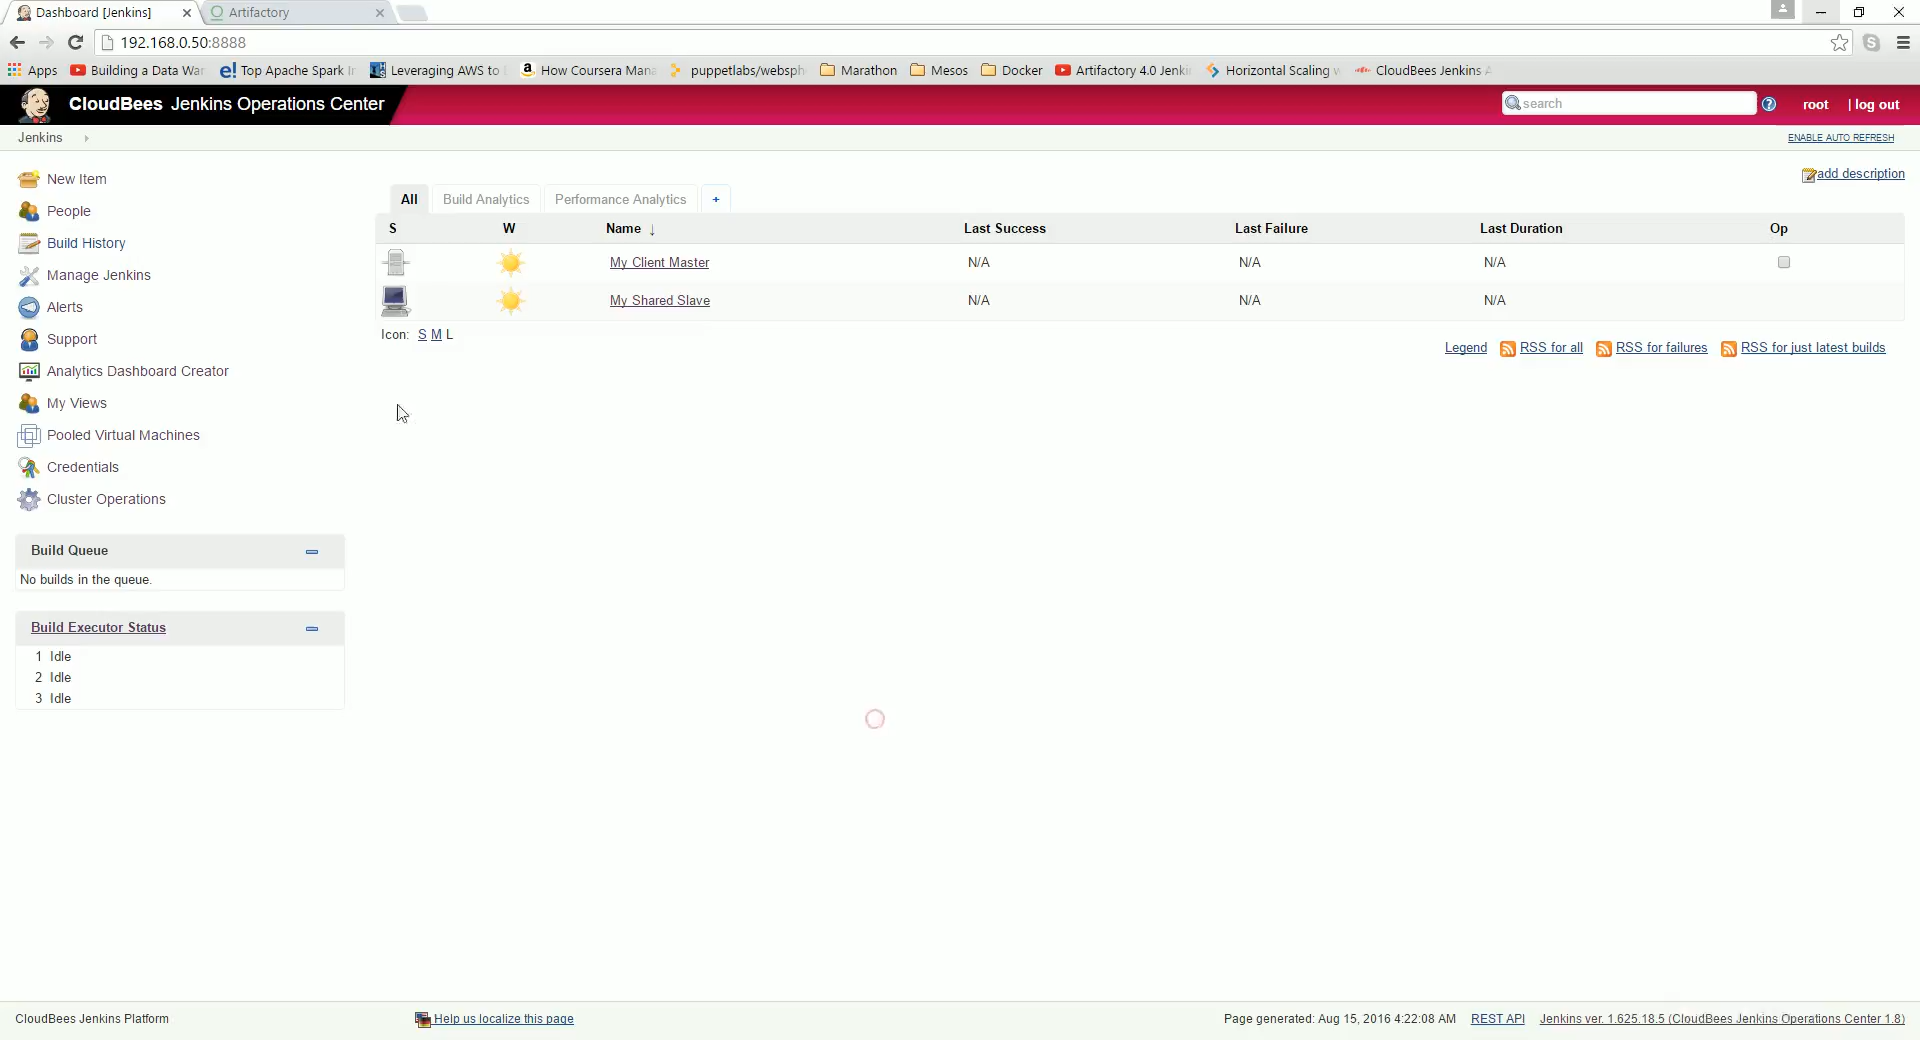 Dashboard [Jenkins]
Artifactory
192.168.0.50:8888
Apps
Building a Data War
Top Apache Spark I
Leveraging AWS to
How Coursera Mana
puppetlabs/websph
Marathon
Mesos
Docker
Artifactory 4.0 Jenki
Horizontal Scaling
CloudBees Jenkins
CloudBees Jenkins Operations Center
search
root
| log out
Jenkins
ENABLE AUTO REFRESH
New Item
People
Build History
Manage Jenkins
Alerts
Support
Analytics Dashboard Creator
My Views
Pooled Virtual Machines
Credentials
Cluster Operations
Build Queue
No builds in the queue.
Build Executor Status
1 Idle
2 Idle
3 Idle
add description
All Build Analytics Performance Analytics +
S W Name ↓ Last Success Last Failure Last Duration Op
My Client Master N/A N/A N/A
My Shared Slave N/A N/A N/A
Icon: S M L
Legend RSS for all RSS for failures RSS for just latest builds
CloudBees Jenkins Platform
Help us localize this page
Page generated: Aug 15, 2016 4:22:08 AM
REST API
Jenkins ver. 1.625.18.5 (CloudBees Jenkins Operations Center 1.8)